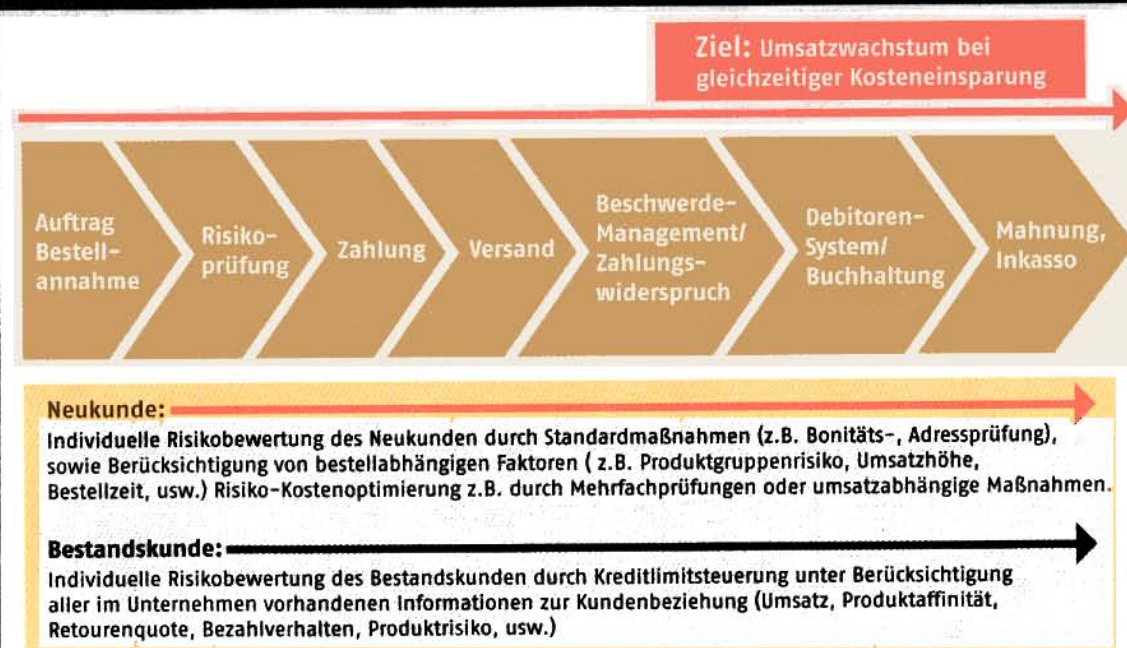 Ziel: Umsatzwachstum bei
gleichzeitiger Kosteneinsparung
Auftrag
Bestell-
annahme
Risiko-
prüfung
Zahlung
Versand
Beschwerde-
Management/
Zahlungs-
widerspruch
Debitoren-
System/
Buchhaltung
Mahnung,
Inkasso
Neukunde:
Individuelle Risikobewertung des Neukunden durch Standardmaßnahmen (z.B. Bonitäts-, Adressprüfung),
sowie Berücksichtigung von bestellabhängigen Faktoren ( z.B. Produktgruppenrisiko, Umsatzhöhe,
Bestellzeit, usw.) Risiko-Kostenoptimierung z.B. durch Mehrfachprüfungen oder umsatzabhängige Maßnahmen.
Bestandskunde:
Individuelle Risikobewertung des Bestandskunden durch Kreditlimitsteuerung unter Berücksichtigung
aller im Unternehmen vorhandenen Informationen zur Kundenbeziehung (Umsatz, Produktaffinität,
Retourenquote, Bezahlverhalten, Produktrisiko, usw.)